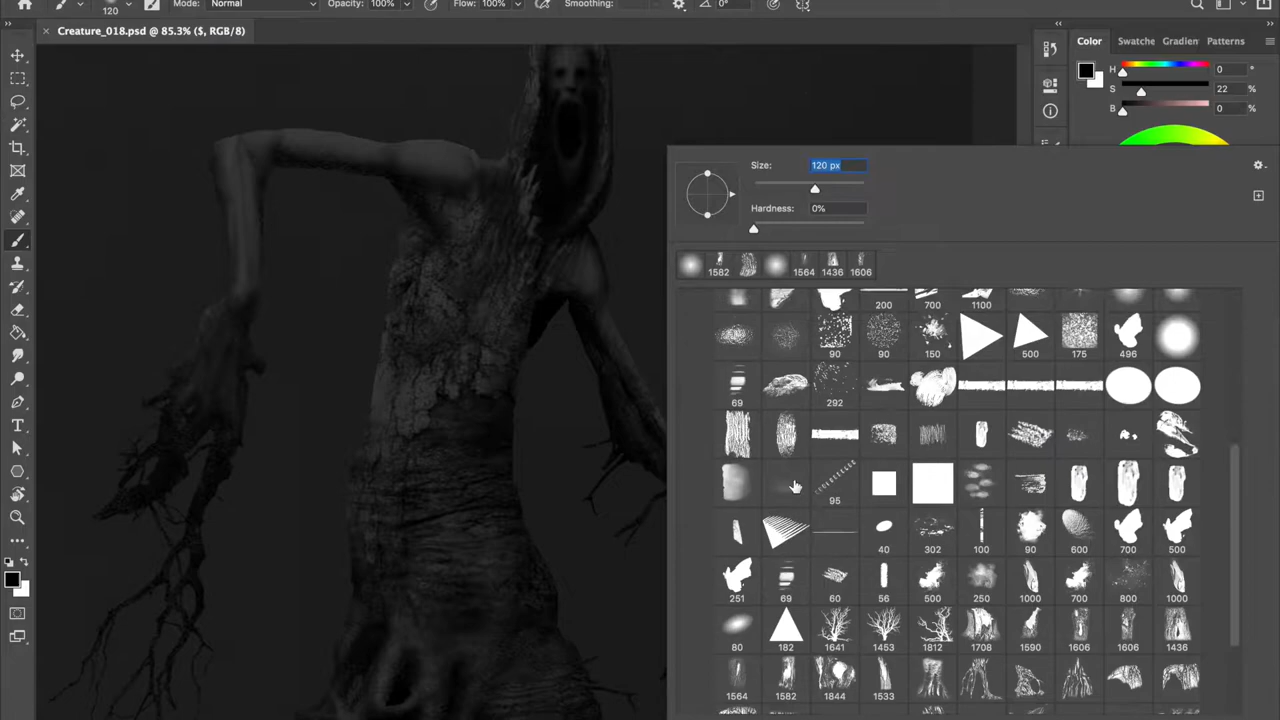 120
Mode: Normal Opacity: 100% Flow: 100% Smoothing: 0°
× Creature_018.psd @ 85.3% ($, RGB/8)
Color Swatche Gradien Patterns
H 0 °
S 22 %
B 0 %
Size: 120 px
Hardness: 0%
1582 1564 1436 1606
200 700 1100
90 90 150 500 175 496
69 292
95
40 302 100 90 600 700 500
251 69 60 56 500 250 1000 700 800 1000
80 182 1641 1453 1812 1708 1590 1606 1606 1436
1564 1582 1844 1533